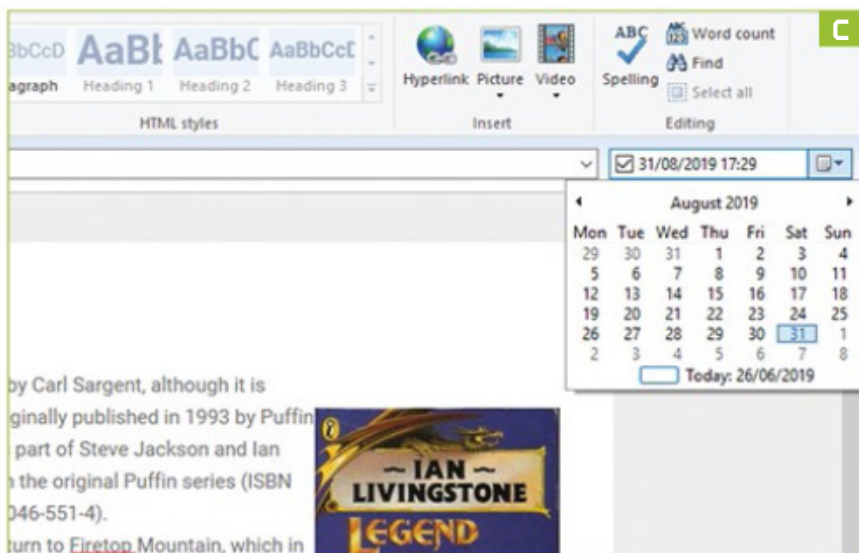 C
BbCcD AaBl AaBbC AaBbCcD
agraph Heading 1 Heading 2 Heading 3
HTML styles
Hyperlink Picture Video
Insert
ABC
Spelling
ABC
123
Word count
Find
Select all
Editing
31/08/2019 17:29
August 2019
Mon Tue Wed Thu Fri Sat Sun
29 30 31 1 2 3 4
5 6 7 8 9 10 11
12 13 14 15 16 17 18
19 20 21 22 23 24 25
26 27 28 29 30 31 1
2 3 4 5 6 7 8
Today: 26/06/2019
by Carl Sargent, although it is
ginally published in 1993 by Puffin
part of Steve Jackson and Ian
the original Puffin series (ISBN
046-551-4).
turn to Firetop Mountain, which in
~ IAN ~
LIVINGSTONE
LEGEND